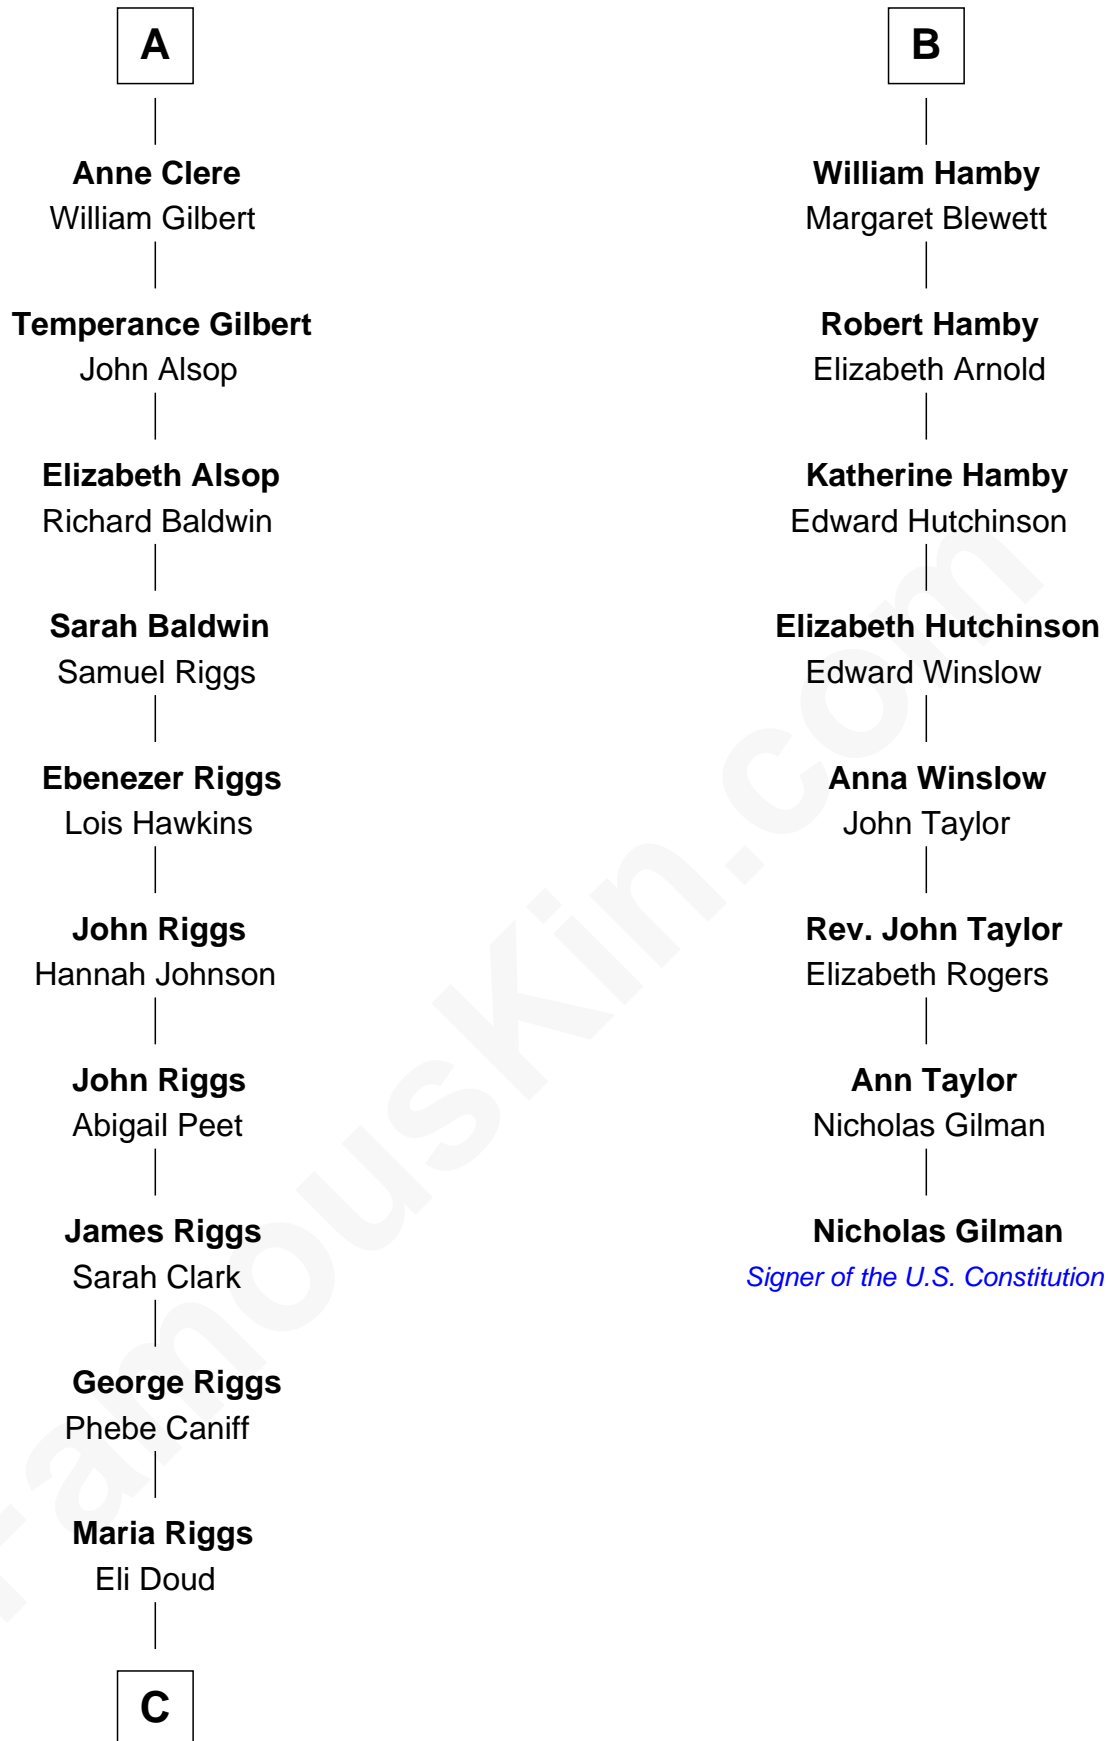 A
Anne Clere
William Gilbert
Temperance Gilbert
John Alsop
Elizabeth Alsop
Richard Baldwin
Sarah Baldwin
Samuel Riggs
Ebenezer Riggs
Lois Hawkins
John Riggs
Hannah Johnson
John Riggs
Abigail Peet
James Riggs
Sarah Clark
George Riggs
Phebe Caniff
Maria Riggs
Eli Doud
C
B
William Hamby
Margaret Blewett
Robert Hamby
Elizabeth Arnold
Katherine Hamby
Edward Hutchinson
Elizabeth Hutchinson
Edward Winslow
Anna Winslow
John Taylor
Rev. John Taylor
Elizabeth Rogers
Ann Taylor
Nicholas Gilman
Nicholas Gilman
Signer of the U.S. Constitution
FamousKin.com